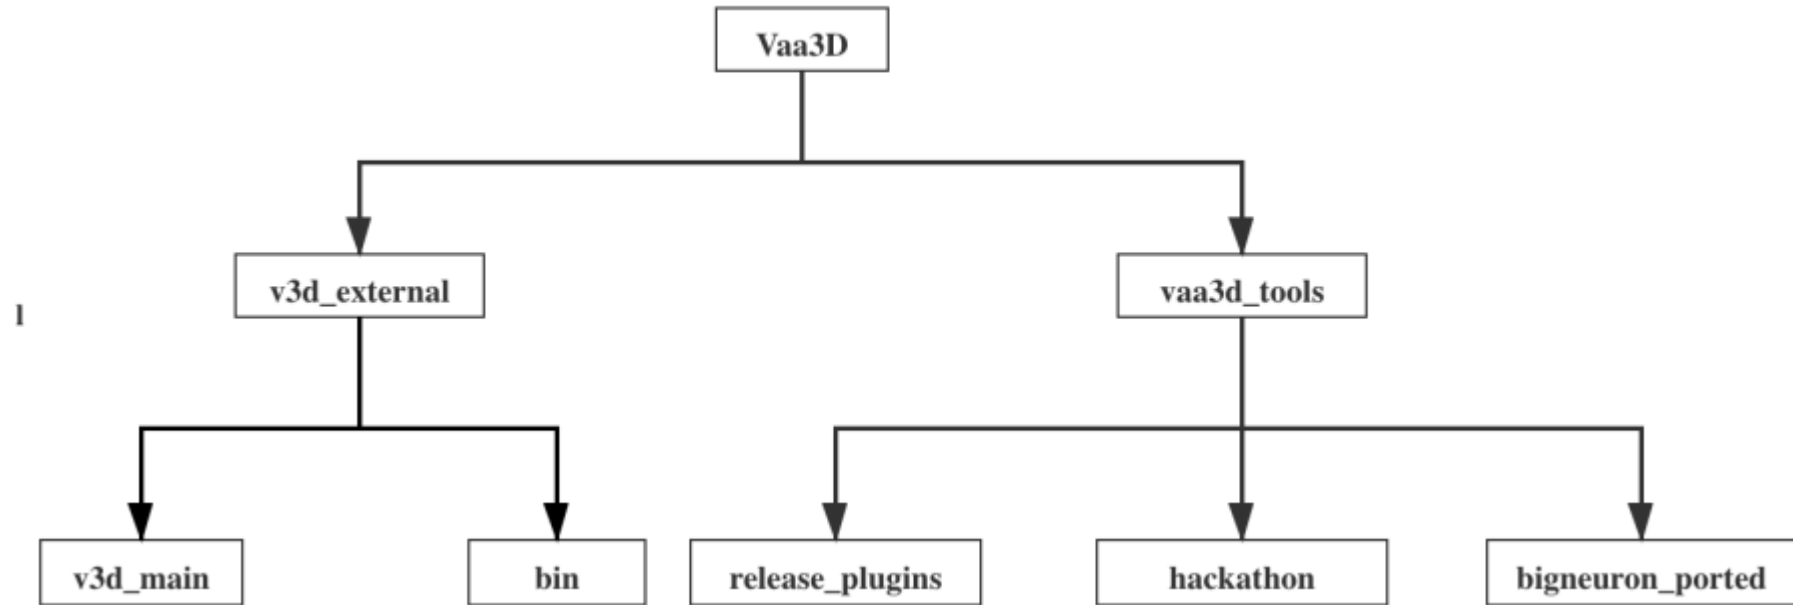 Vaa3D
v3d_external
vaa3d_tools
l
v3d_main
bin
release_plugins
hackathon
bigneuron_ported